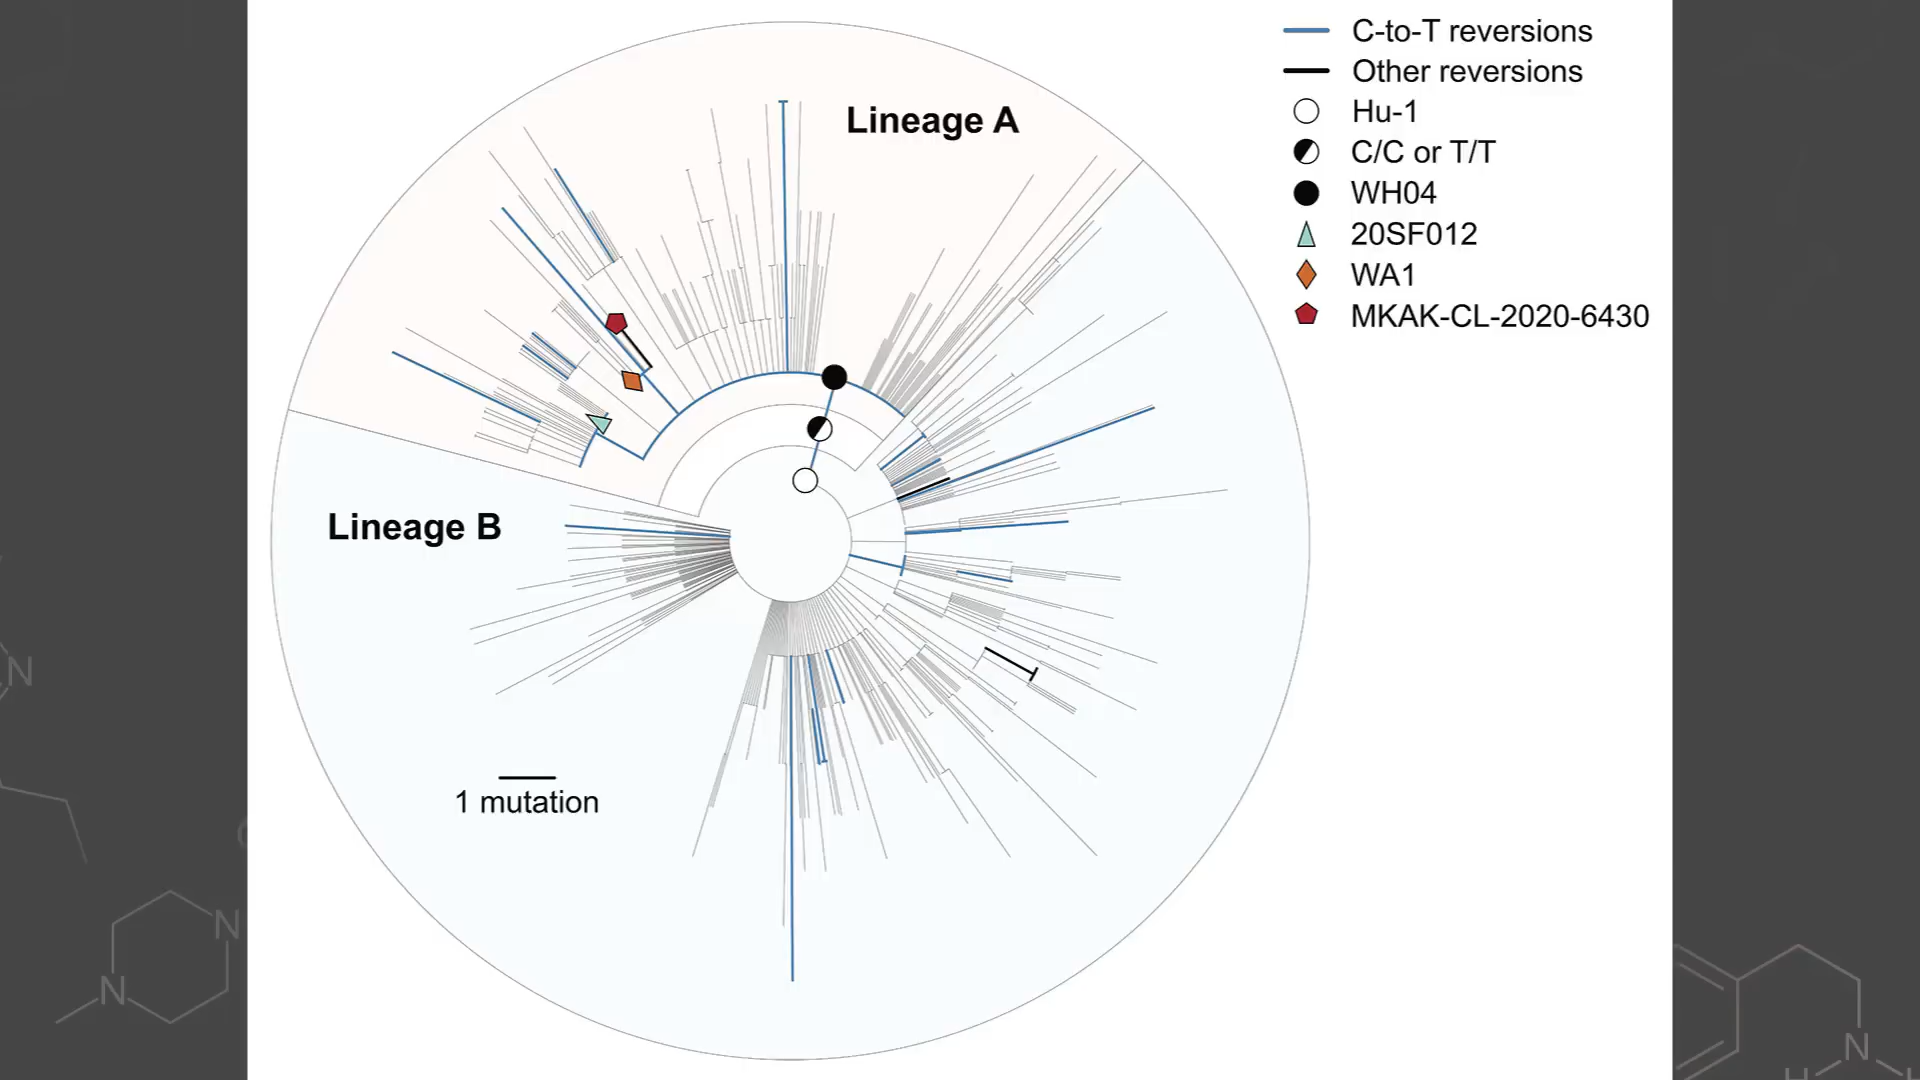 C-to-T reversions
Other reversions
Hu-1
C/C or T/T
WH04
20SF012
WA1
MKAK-CL-2020-6430
Lineage A
Lineage B
1 mutation
N
N
N
N
H